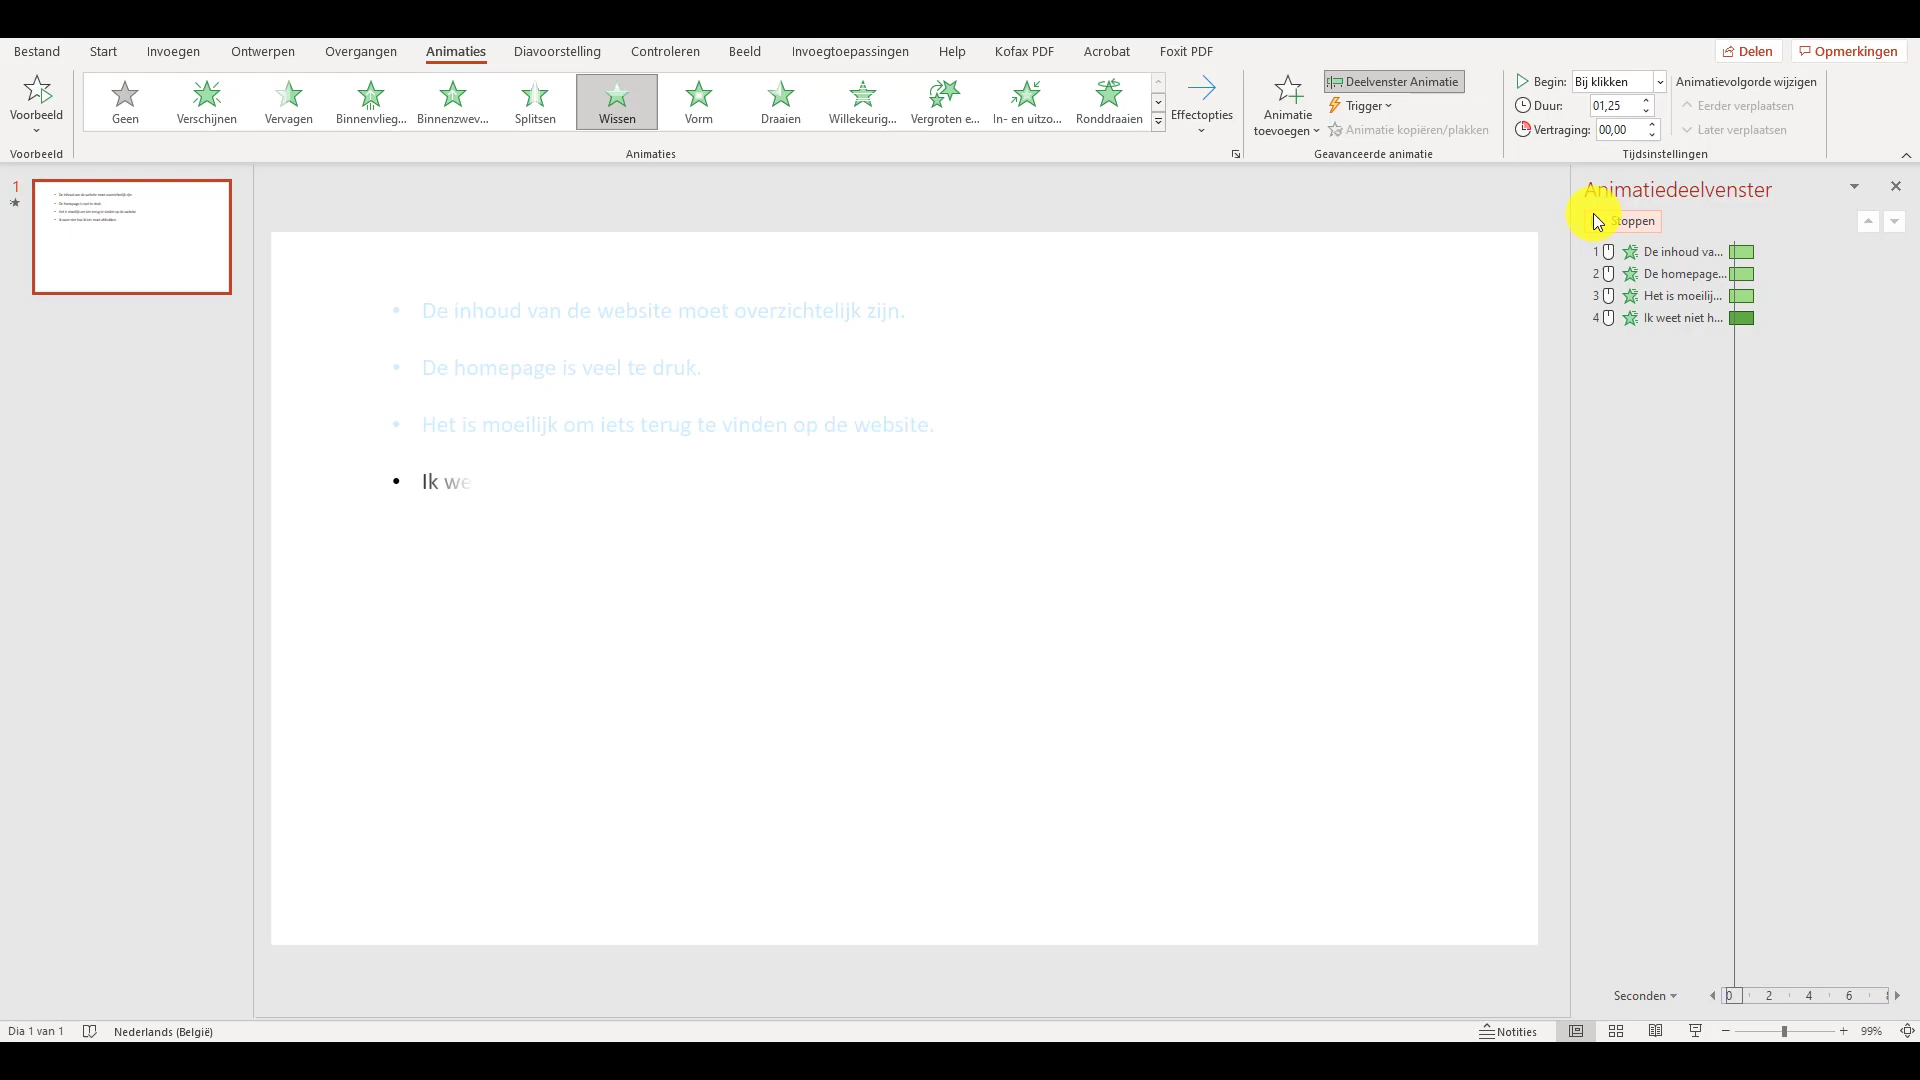 Bestand Start Invoegen Ontwerpen Overgangen Animaties Diavoorstelling Controleren Beeld Invoegtoepassingen Help Kofax PDF Acrobat Foxit PDF Delen Opmerkingen
Voorbeeld
Geen Verschijnen Vervagen Binnenvlieg... Binnenzwev... Splitsen Wissen Vorm Draaien Willekeurig... Vergroten e... In- en uitzo... Ronddraaien
Effectopties
Animatie toevoegen
Deelvenster Animatie
Trigger
Animatie kopiëren/plakken
Begin: Bij klikken
Duur: 01,25
Vertraging: 00,00
Animatievolgorde wijzigen
Eerder verplaatsen
Later verplaatsen
Voorbeeld Animaties Geavanceerde animatie Tijdsinstellingen
1
Animatiedeelvenster
Stoppen
1 De inhoud va...
2 De homepage...
3 Het is moeilij...
4 Ik weet niet h...
• De inhoud van de website moet overzichtelijk zijn.
• De homepage is veel te druk.
• Het is moeilijk om iets terug te vinden op de website.
• Ik we
Seconden 0 2 4 6
Dia 1 van 1 Nederlands (België) Notities 99%